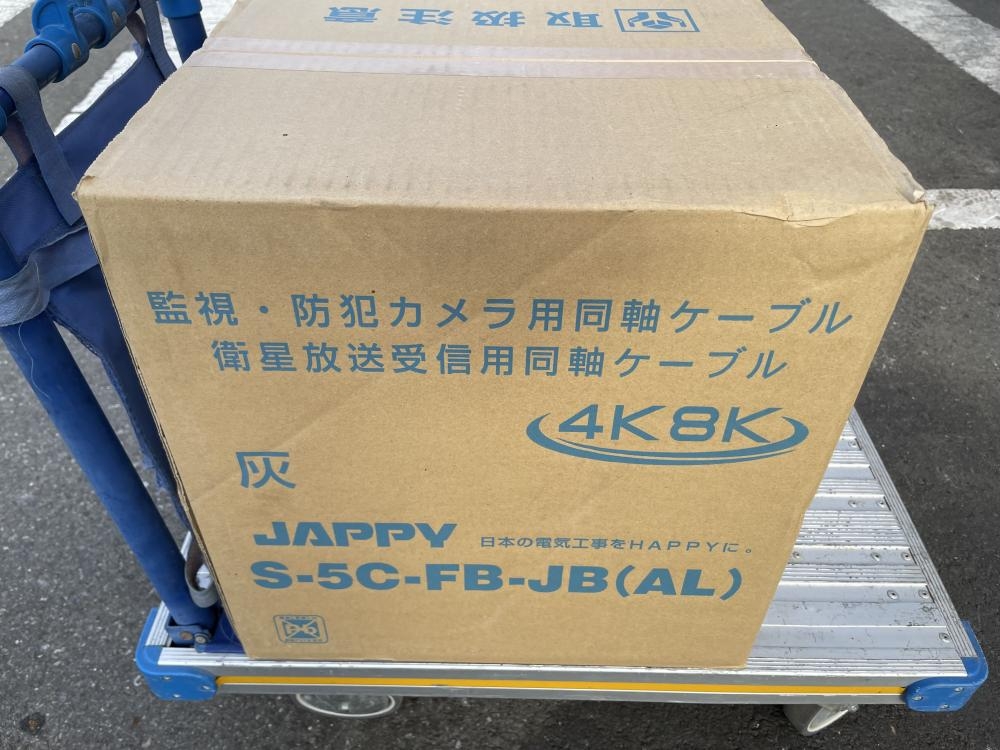 取扱注意
監視・防犯カメラ用同軸ケーブル
衛星放送受信用同軸ケーブル
4K8K
灰
JAPPY 日本の電気工事をHAPPYに。
S-5C-FB-JB(AL)